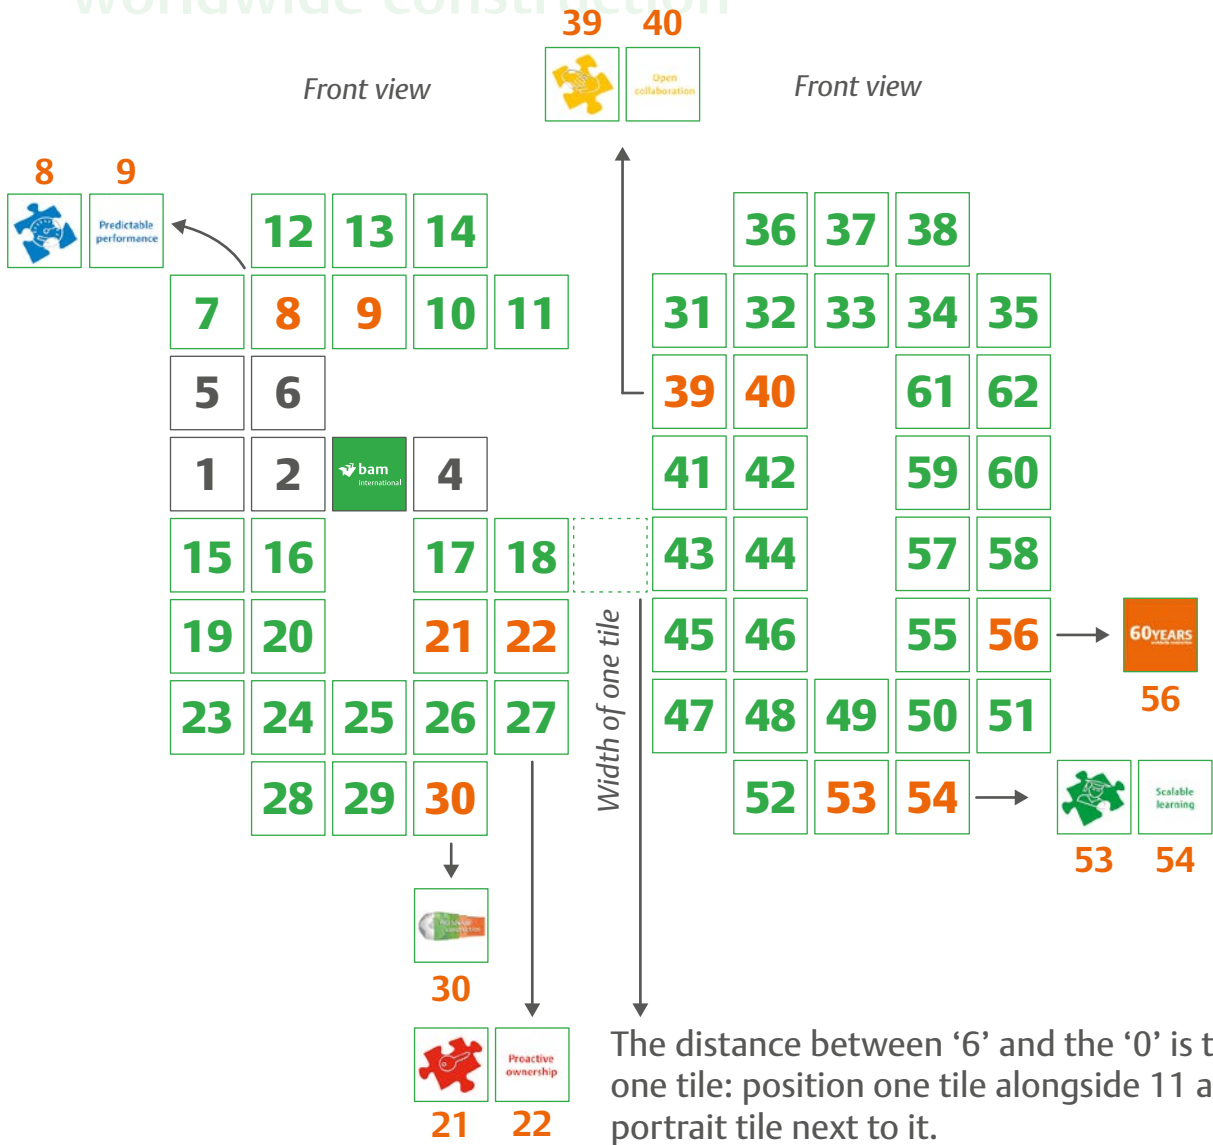 worldwide construction
39 40
Open
collaboration
Front view
Front view
8 9
Predictable
performance
12 13 14
36 37 38
7 8 9 10 11
31 32 33 34 35
5 6
39 40 61 62
1 2 bam
international
4
41 42 59 60
15 16 17 18
43 44 57 58
19 20 21 22
45 46 55 56
60YEARS
56
23 24 25 26 27
47 48 49 50 51
Width of one tile
28 29 30
52 53 54
Scalable
learning
53 54
30
Proactive
ownership
21 22
The distance between ‘6’ and the ‘0’ is t
one tile: position one tile alongside 11 a
portrait tile next to it.